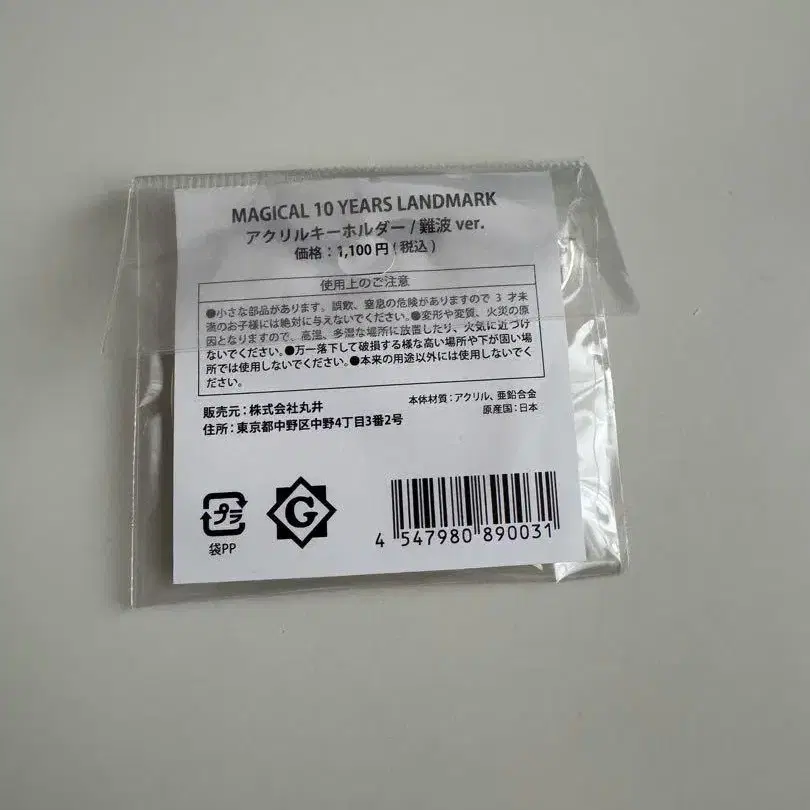 MAGICAL 10 YEARS LANDMARK
アクリルキーホルダー / 難波 ver.
価格：1,100 円 ( 税込 )
使用上のご注意
●小さな部品があります。誤飲、窒息の危険がありますので 3 才未
満のお子様には絶対に与えないでください。●変形や変質、火災の原
因となりますので、高温、多湿な場所に放置したり、火気に近づけ
ないでください。●万一落下して破損する様な高い場所や下が固い場
所では使用しないでください。●本来の用途以外には使用しないでく
ださい。
販売元：株式会社丸井
住所：東京都中野区中野4丁目3番2号
本体材質：アクリル、亜鉛合金
原産国：日本
プラ
袋PP
G
4 547980 890031